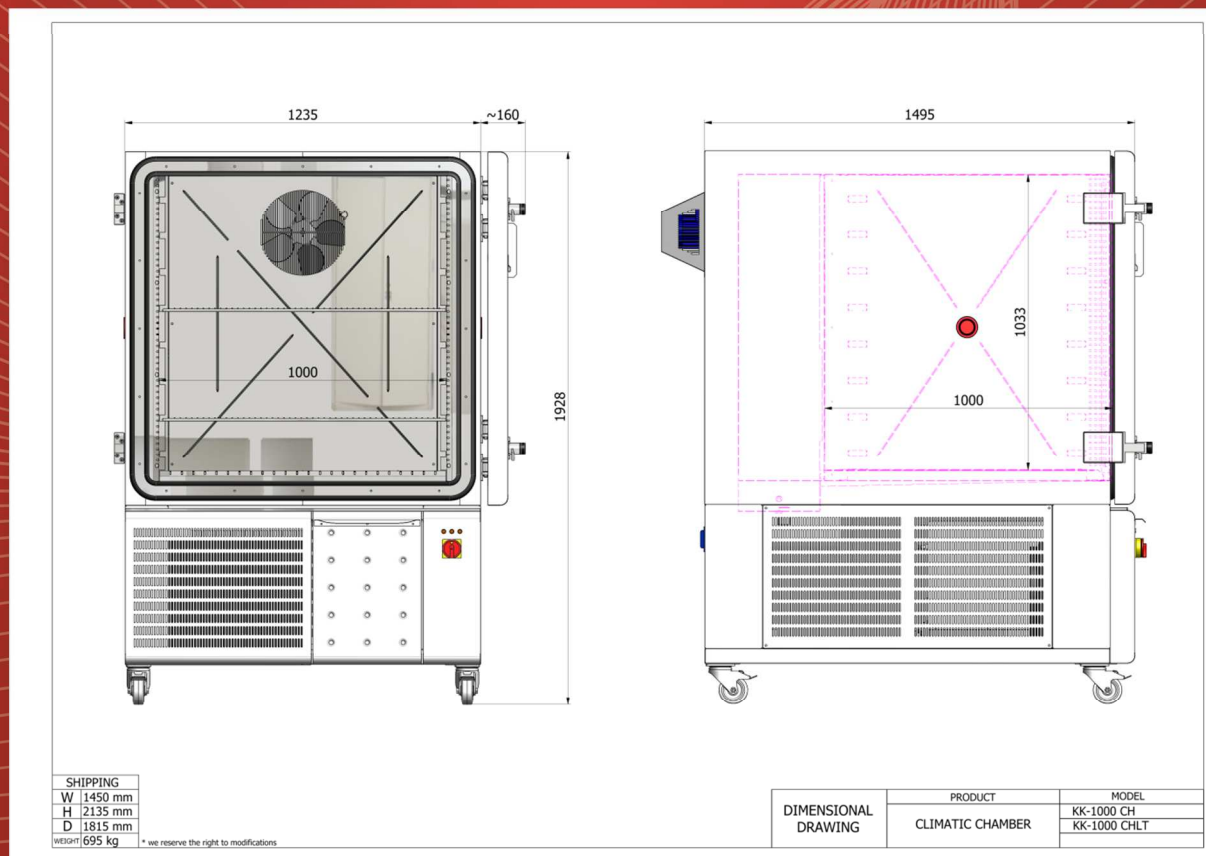 1235
~160
1495
1000
1928
1033
1000
SHIPPING
W 1450 mm
H 2135 mm
D 1815 mm
WEIGHT 695 kg
* we reserve the right to modifications
DIMENSIONAL
DRAWING
PRODUCT
CLIMATIC CHAMBER
MODEL
KK-1000 CH
KK-1000 CHLT